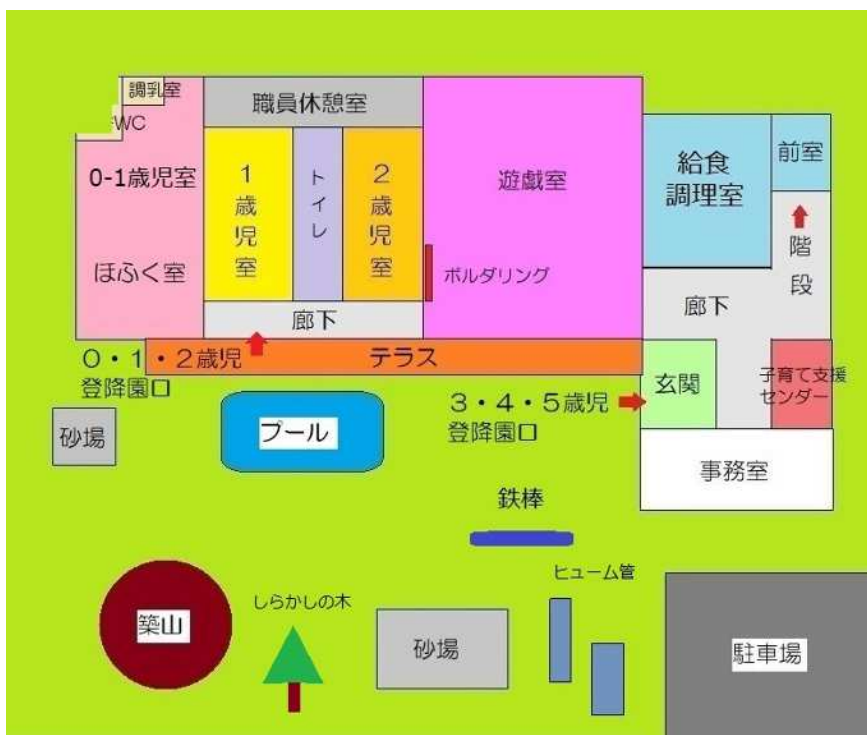 調乳室
WC
0-1歳児室
ほふく室
職員休憩室
1歳児室
トイレ
2歳児室
遊戯室
ボルダリング
給食
調理室
前室
階段
廊下
廊下
テラス
0・1・2歳児
登降園口
3・4・5歳児
登降園口
玄関
子育て支援
センター
事務室
砂場
プール
鉄棒
築山
しらかしの木
砂場
ヒューム管
駐車場